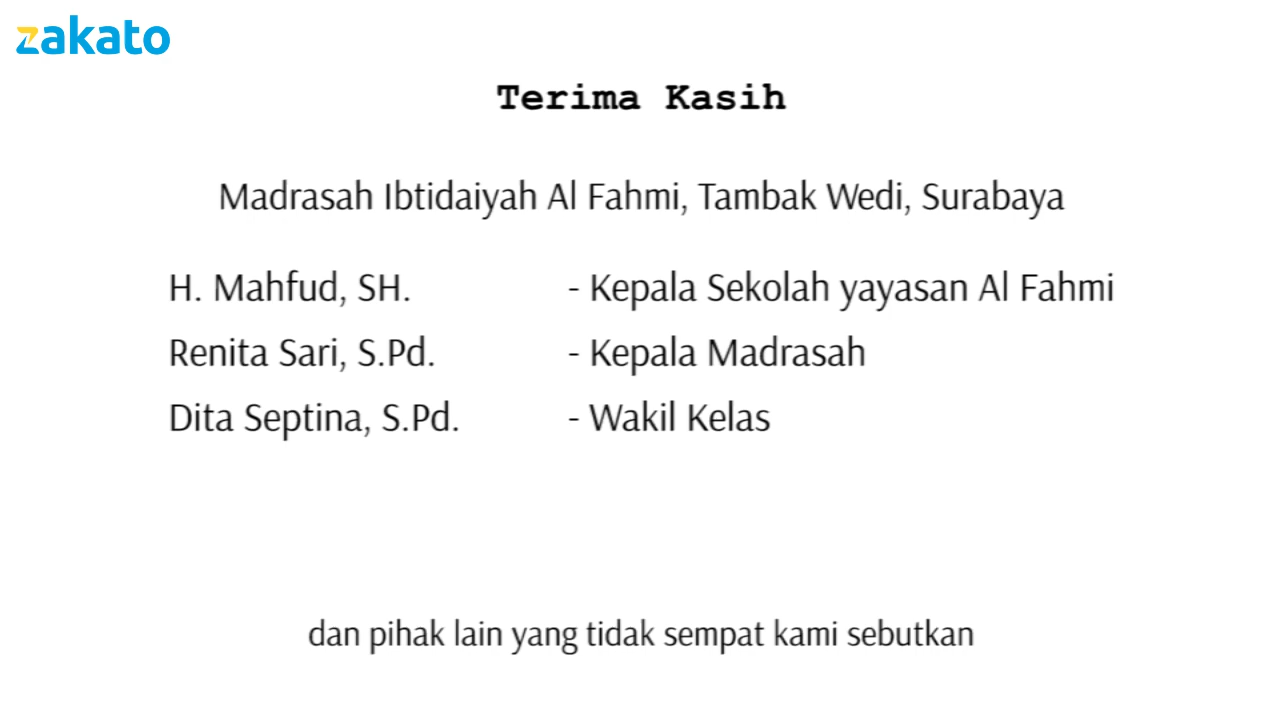 zakato
Terima Kasih
Madrasah Ibtidaiyah Al Fahmi, Tambak Wedi, Surabaya
H. Mahfud, SH. - Kepala Sekolah yayasan Al Fahmi
Renita Sari, S.Pd. - Kepala Madrasah
Dita Septina, S.Pd. - Wakil Kelas
dan pihak lain yang tidak sempat kami sebutkan